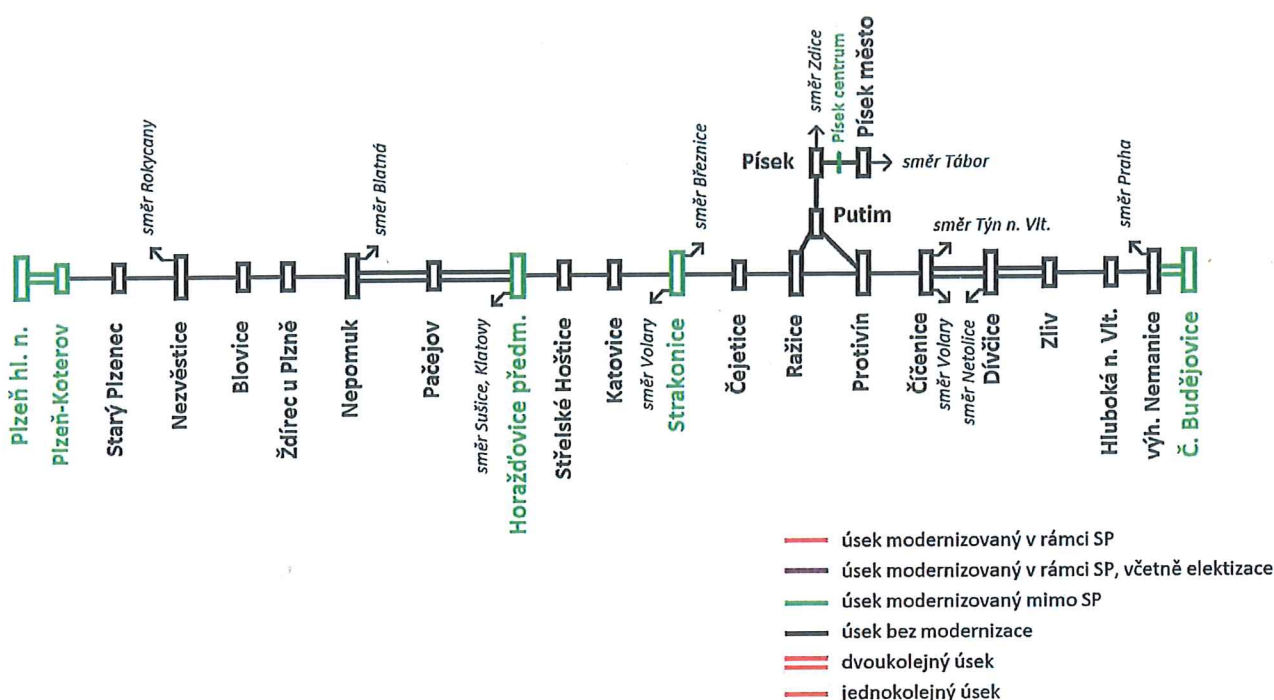 Plzeň hl. n.
Plzeň-Koterov
Starý Plzenec
směr Rokycany
Nezvěstice
Blovice
Ždírec u Plzně
směr Blatná
Nepomuk
Pačejov
směr Sušice, Klatovy
Horažďovice předm.
Střelské Hoštice
Katovice
směr Volary
Strakonice
směr Březnice
Čejetice
Ražice
Písek
směr Zdice
Písek centrum
Písek město
směr Tábor
Putim
Protivín
směr Týn n. Vlt.
Číčenice
směr Volary
směr Netolice
Dívčice
Zliv
Hluboká n. Vlt.
směr Praha
výh. Nemanice
Č. Budějovice
úsek modernizovaný v rámci SP
úsek modernizovaný v rámci SP, včetně elektizace
úsek modernizovaný mimo SP
úsek bez modernizace
dvoukolejný úsek
jednokolejný úsek